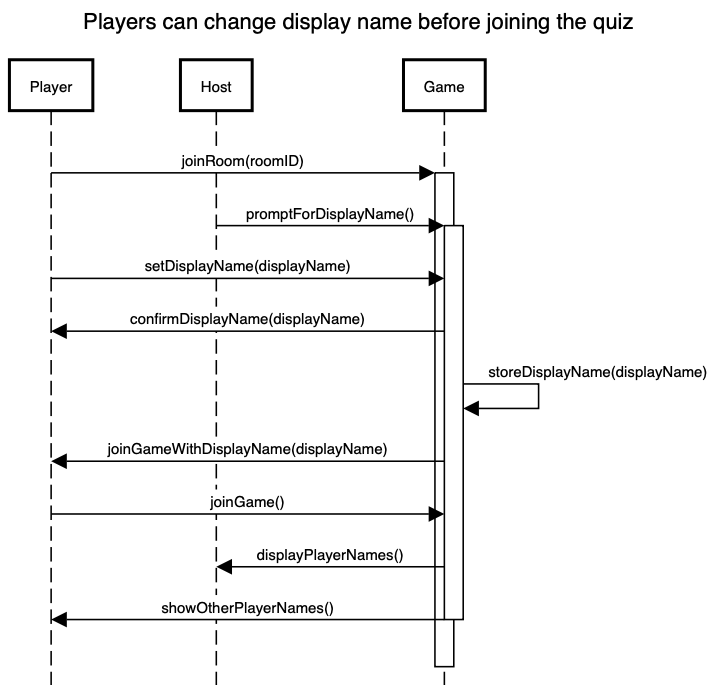 Players can change display name before joining the quiz
Player
Host
Game
joinRoom(roomID)
promptForDisplayName()
setDisplayName(displayName)
confirmDisplayName(displayName)
storeDisplayName(displayName)
joinGameWithDisplayName(displayName)
joinGame()
displayPlayerNames()
showOtherPlayerNames()